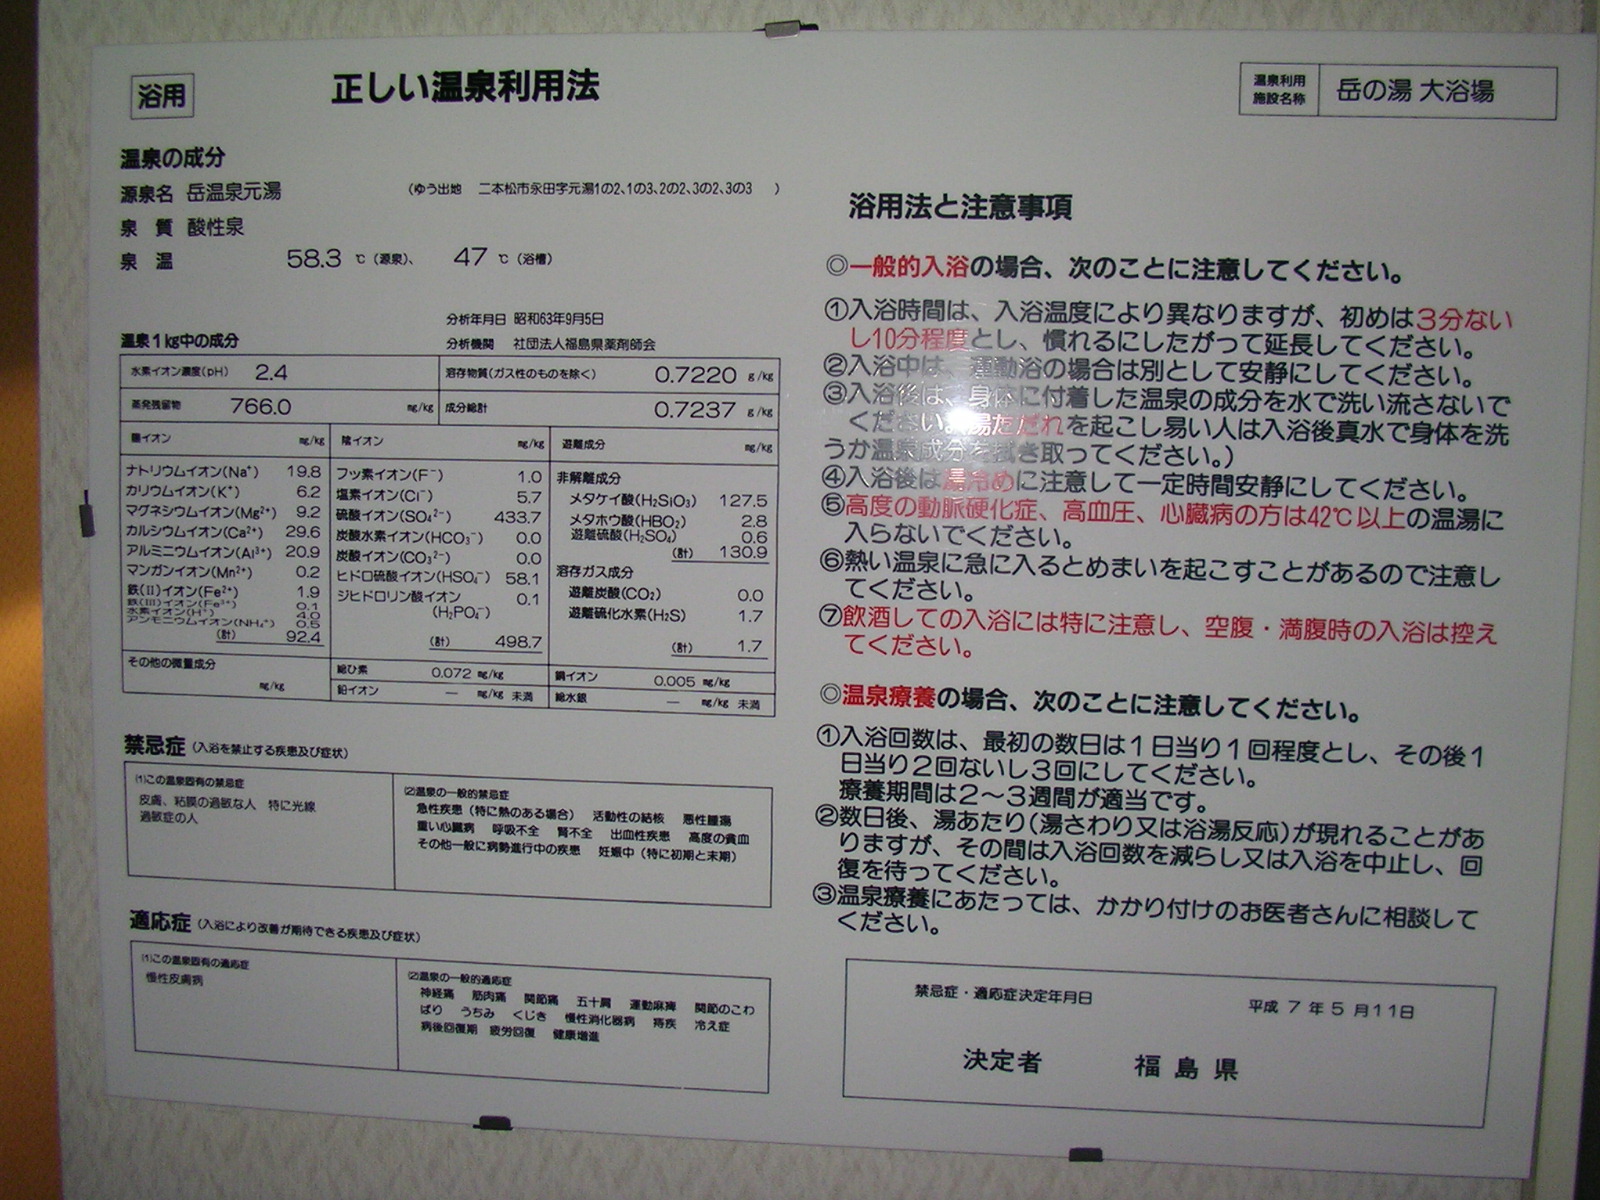 浴用
正しい温泉利用法
温泉利用
施設名称
岳の湯 大浴場
温泉の成分
源泉名 岳温泉元湯 (ゆう出地 二本松市永田字元湯1の2、1の3、2の2、3の2、3の3 )
泉 質 酸性泉
泉 温 58.3 ℃(源泉)、 47 ℃(浴槽)
分析年月日 昭和63年9月5日
温泉1㎏中の成分
分析機関 社団法人福島県薬剤師会
水素イオン濃度(pH) 2.4
溶存物質(ガス性のものを除く) 0.7220 g/kg
蒸発残留物 766.0 ㎎/㎏
成分総計 0.7237 g/kg
陽イオン ㎎/㎏
ナトリウムイオン(Na⁺) 19.8
カリウムイオン(K⁺) 6.2
マグネシウムイオン(Mg²⁺) 9.2
カルシウムイオン(Ca²⁺) 29.6
アルミニウムイオン(Al³⁺) 20.9
マンガンイオン(Mn²⁺) 0.2
鉄(II)イオン(Fe²⁺) 1.9
鉄(III)イオン(Fe³⁺) 0.1
水素イオン(H⁺) 4.0
アンモニウムイオン(NH₄⁺) 0.5
(計) 92.4
陰イオン ㎎/㎏
フッ素イオン(F⁻) 1.0
塩素イオン(Cl⁻) 5.7
硫酸イオン(SO₄²⁻) 433.7
炭酸水素イオン(HCO₃⁻) 0.0
炭酸イオン(CO₃²⁻) 0.0
ヒドロ硫酸イオン(HSO₄⁻) 58.1
ジヒドロリン酸イオン 0.1
(H₂PO₄⁻)
(計) 498.7
遊離成分 ㎎/㎏
非解離成分
メタケイ酸(H₂SiO₃) 127.5
メタホウ酸(HBO₂) 2.8
遊離硫酸(H₂SO₄) 0.6
(計) 130.9
溶存ガス成分
遊離炭酸(CO₂) 0.0
遊離硫化水素(H₂S) 1.7
(計) 1.7
その他の微量成分
㎎/㎏
総ひ素 0.072 ㎎/㎏
銅イオン 0.005 ㎎/㎏
鉛イオン — ㎎/㎏ 未満
総水銀 — ㎎/㎏ 未満
禁忌症 (入浴を禁止する疾患及び症状)
(1)この温泉固有の禁忌症
皮膚、粘膜の過敏な人 特に光線
過敏症の人
(2)温泉の一般的禁忌症
急性疾患(特に熱のある場合) 活動性の結核 悪性腫瘍
重い心臓病 呼吸不全 腎不全 出血性疾患 高度の貧血
その他一般に病勢進行中の疾患 妊娠中(特に初期と末期)
適応症 (入浴により改善が期待できる疾患及び症状)
(1)この温泉固有の適応症
慢性皮膚病
(2)温泉の一般的適応症
神経痛 筋肉痛 関節痛 五十肩 運動麻痺 関節のこわ
ばり うちみ くじき 慢性消化器病 痔疾 冷え症
病後回復期 疲労回復 健康増進
浴用法と注意事項
◎一般的入浴の場合、次のことに注意してください。
①入浴時間は、入浴温度により異なりますが、初めは3分ない
し10分程度とし、慣れるにしたがって延長してください。
②入浴中は、運動浴の場合は別として安静にしてください。
③入浴後は、身体に付着した温泉の成分を水で洗い流さないで
ください(湯ただれを起こし易い人は入浴後真水で身体を洗
うか温泉成分を拭き取ってください。)
④入浴後は湯冷めに注意して一定時間安静にしてください。
⑤高度の動脈硬化症、高血圧、心臓病の方は42℃以上の温湯に
入らないでください。
⑥熱い温泉に急に入るとめまいを起こすことがあるので注意し
てください。
⑦飲酒しての入浴には特に注意し、空腹・満腹時の入浴は控え
てください。
◎温泉療養の場合、次のことに注意してください。
①入浴回数は、最初の数日は1日当り1回程度とし、その後1
日当り2回ないし3回にしてください。
療養期間は2〜3週間が適当です。
②数日後、湯あたり(湯さわり又は浴湯反応)が現れることがあ
りますが、その間は入浴回数を減らし又は入浴を中止し、回
復を待ってください。
③温泉療養にあたっては、かかり付けのお医者さんに相談して
ください。
禁忌症・適応症決定年月日 平成 7 年 5 月11日
決定者 福島県